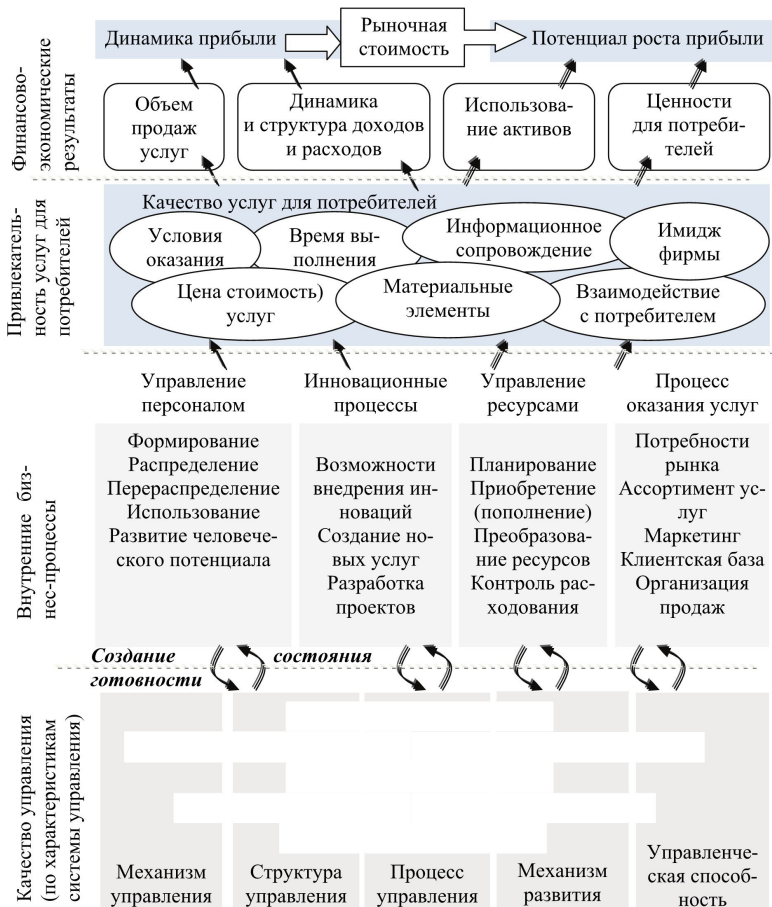 Финансово-
экономические
результаты
Динамика прибыли
Рыночная
стоимость
Потенциал роста прибыли
Объем
продаж
услуг
Динамика
и структура доходов
и расходов
Использова-
ние активов
Ценности
для потреби-
телей
Привлекатель-
ность услуг для
потребителей
Качество услуг для потребителей
Условия
оказания
Время вы-
полнения
Информационное
сопровождение
Имидж
фирмы
Цена стоимость)
услуг
Материальные
элементы
Взаимодействие
с потребителем
Внутренние биз-
нес-процессы
Управление
персоналом
Инновационные
процессы
Управление
ресурсами
Процесс
оказания услуг
Формирование
Распределение
Перераспределение
Использование
Развитие человече-
ского потенциала
Возможности
внедрения ин-
новаций
Создание но-
вых услуг
Разработка
проектов
Планирование
Приобретение
(пополнение)
Преобразова-
ние ресурсов
Контроль рас-
ходования
Потребности
рынка
Ассортимент ус-
луг
Маркетинг
Клиентская база
Организация
продаж
Создание состояния
готовности
Качество управления
(по характеристикам
системы управления)
Механизм
управления
Структура
управления
Процесс
управления
Механизм
развития
Управленче-
ская способ-
ность